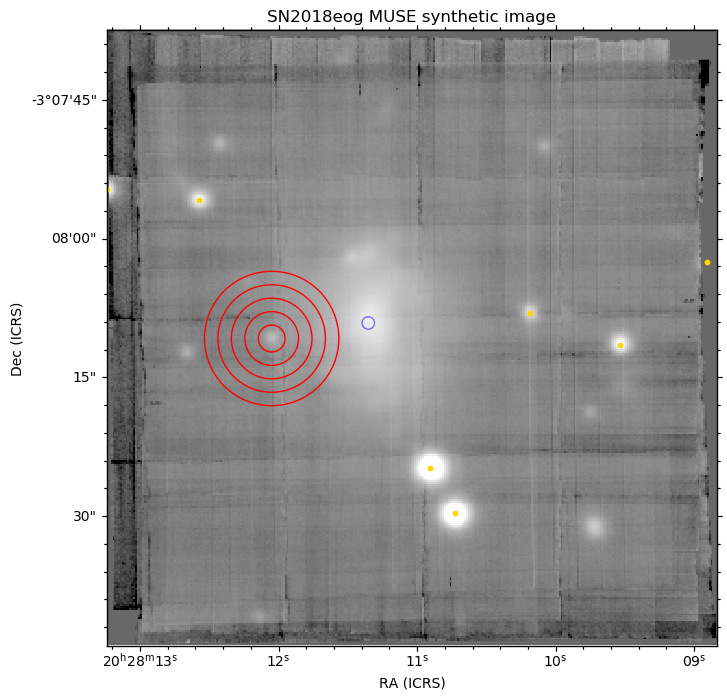 SN2018eog MUSE synthetic image
-3°07'45"
08'00"
15"
30"
Dec (ICRS)
20ʰ28ᵐ13ˢ
12ˢ
11ˢ
10ˢ
09ˢ
RA (ICRS)